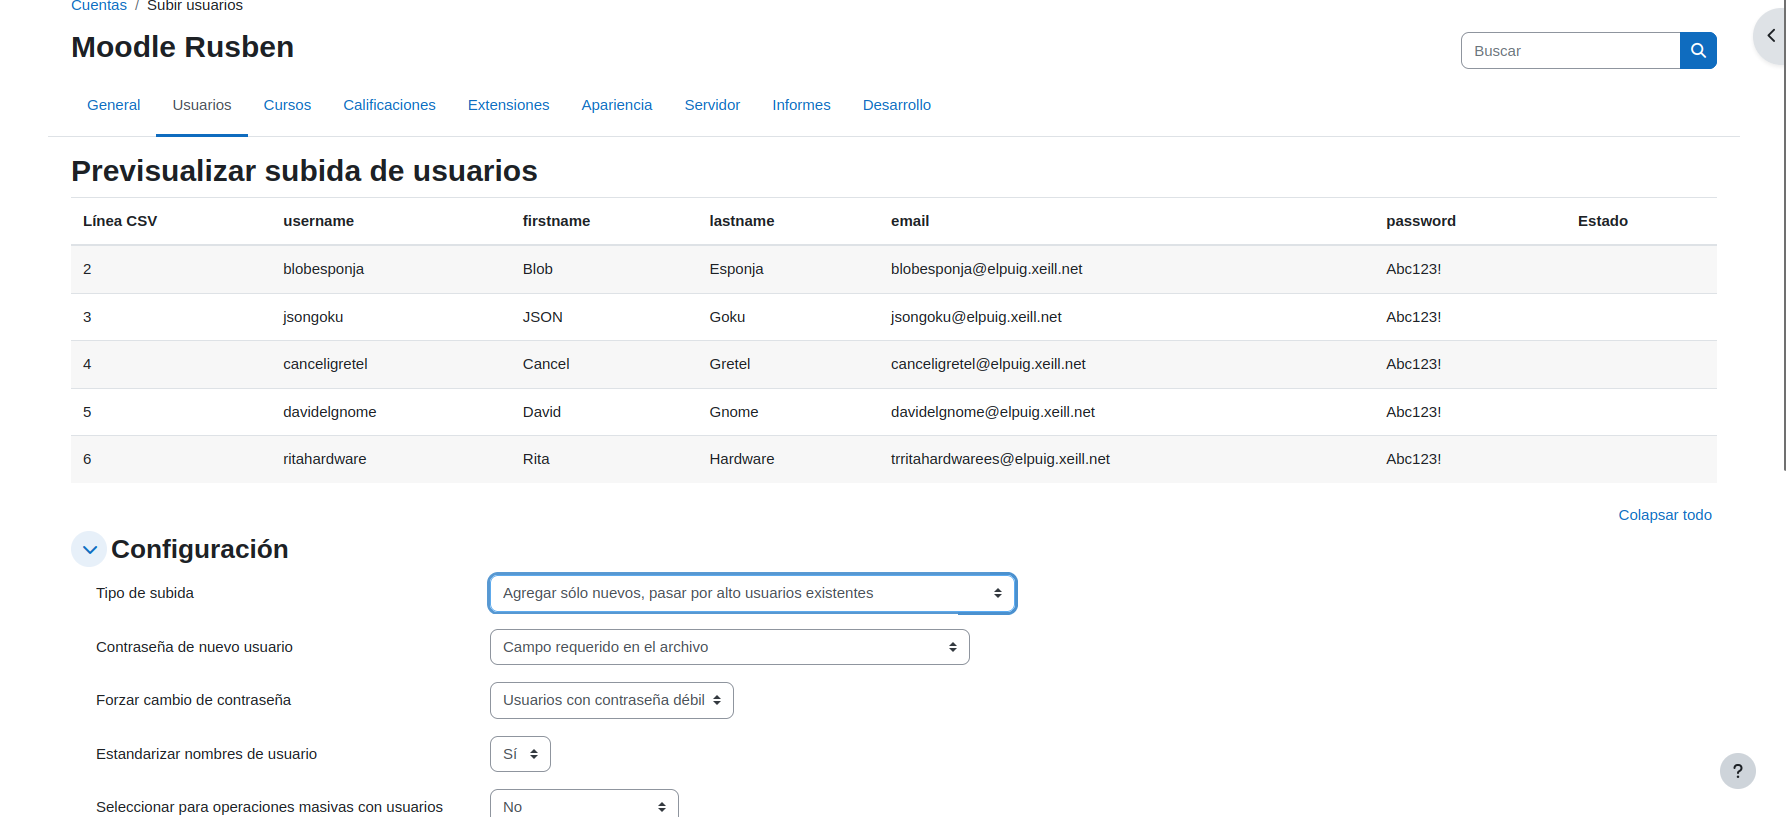 Cuentas / Subir usuarios
Moodle Rusben
Buscar
General Usuarios Cursos Calificaciones Extensiones Apariencia Servidor Informes Desarrollo
Previsualizar subida de usuarios
Línea CSV username firstname lastname email password Estado
2 blobesponja Blob Esponja blobesponja@elpuig.xeill.net Abc123!
3 jsongoku JSON Goku jsongoku@elpuig.xeill.net Abc123!
4 canceligretel Cancel Gretel canceligretel@elpuig.xeill.net Abc123!
5 davidelgnome David Gnome davidelgnome@elpuig.xeill.net Abc123!
6 ritahardware Rita Hardware trritahardwarees@elpuig.xeill.net Abc123!
Colapsar todo
Configuración
Tipo de subida Agregar sólo nuevos, pasar por alto usuarios existentes
Contraseña de nuevo usuario Campo requerido en el archivo
Forzar cambio de contraseña Usuarios con contraseña débil
Estandarizar nombres de usuario Sí
?
Seleccionar para operaciones masivas con usuarios No